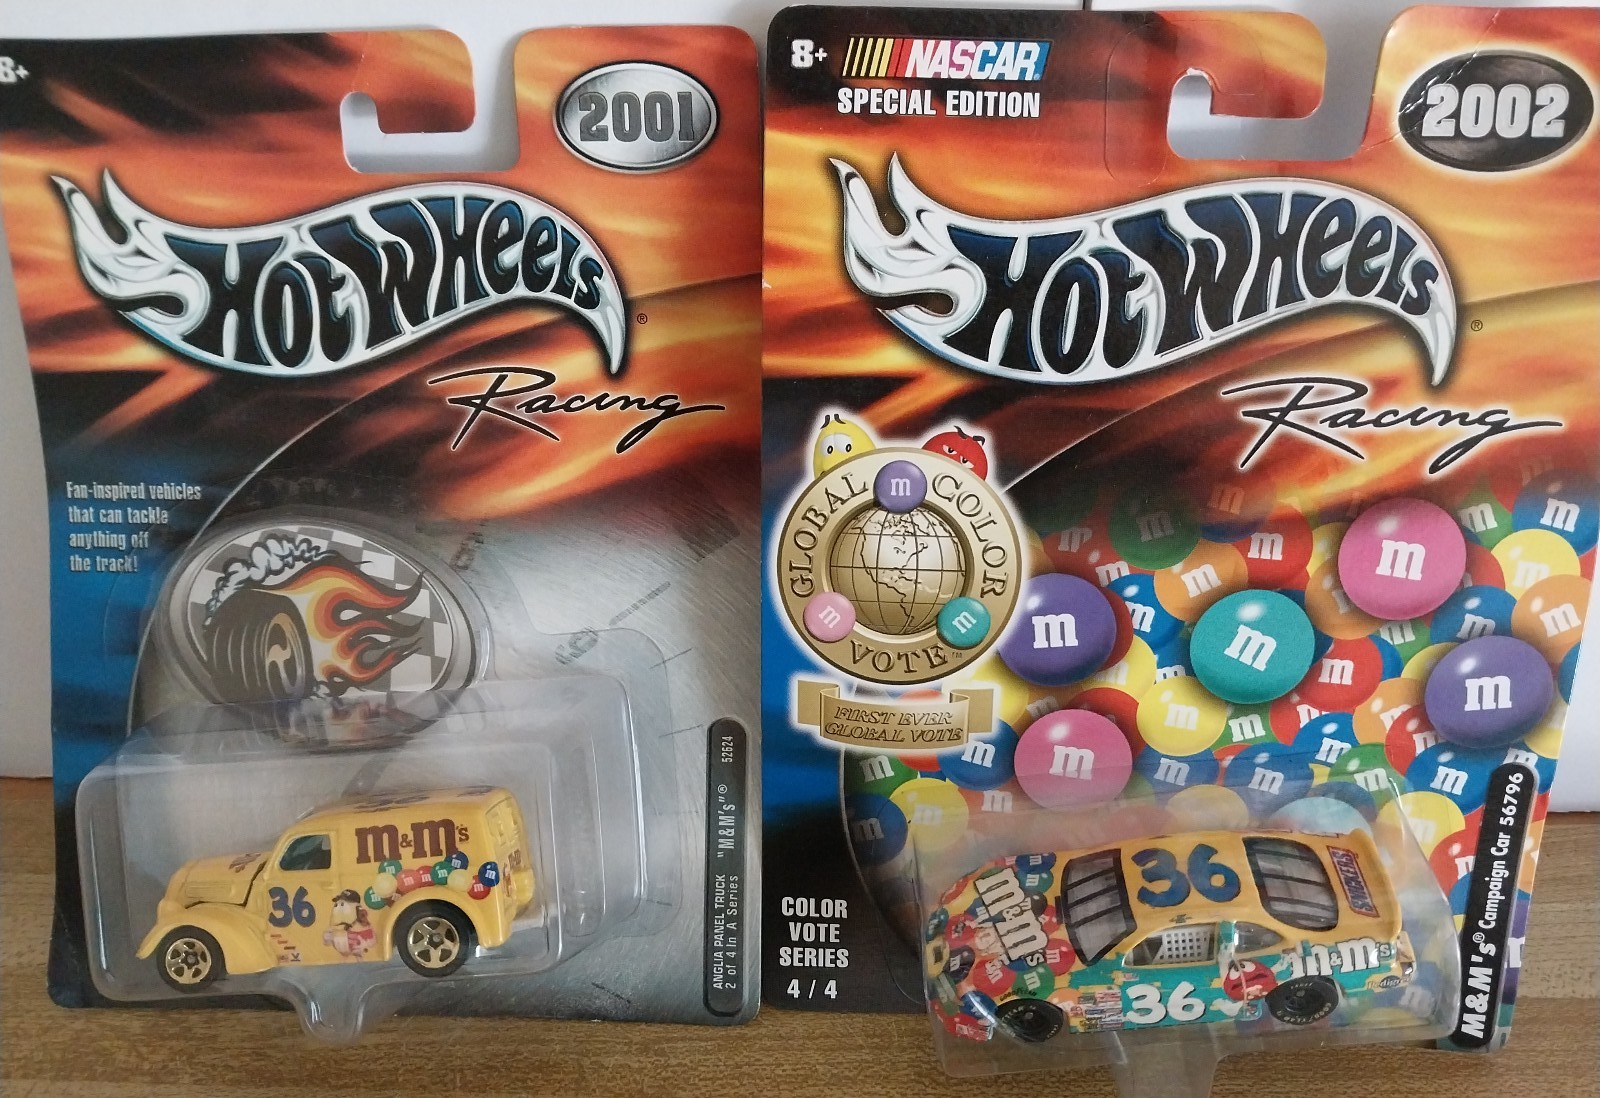 8+
2001
Hot Wheels®
Racing
Fan-inspired vehicles
that can tackle
anything off
the track!
m&m's
36
ANGLIA PANEL TRUCK "M&M's"® 52624
2 of 4 In A Series
8+ NASCAR
SPECIAL EDITION
2002
Hot Wheels®
Racing
GLOBAL COLOR
VOTE™
FIRST EVER
GLOBAL VOTE
COLOR
VOTE
SERIES
4 / 4
36
m&m's
SNICKERS
m&m's
36
M&M's® Campaign Car 56796